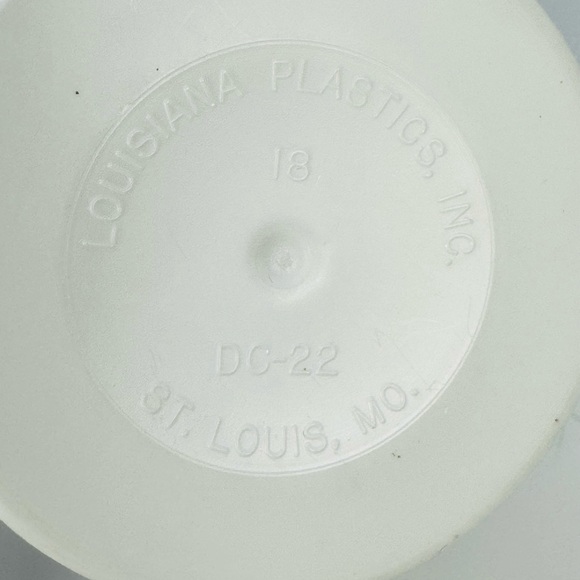 LOUISIANA PLASTICS, INC.
18
DC-22
ST. LOUIS, MO.